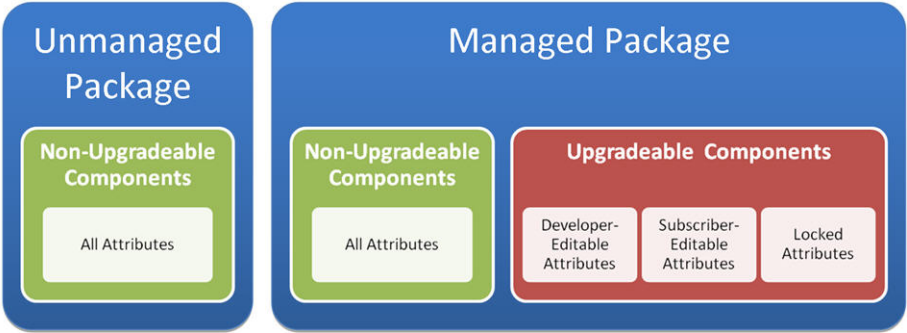 Unmanaged
Package
Non-Upgradeable
Components
All Attributes
Managed Package
Non-Upgradeable
Components
All Attributes
Upgradeable Components
Developer-
Editable
Attributes
Subscriber-
Editable
Attributes
Locked
Attributes